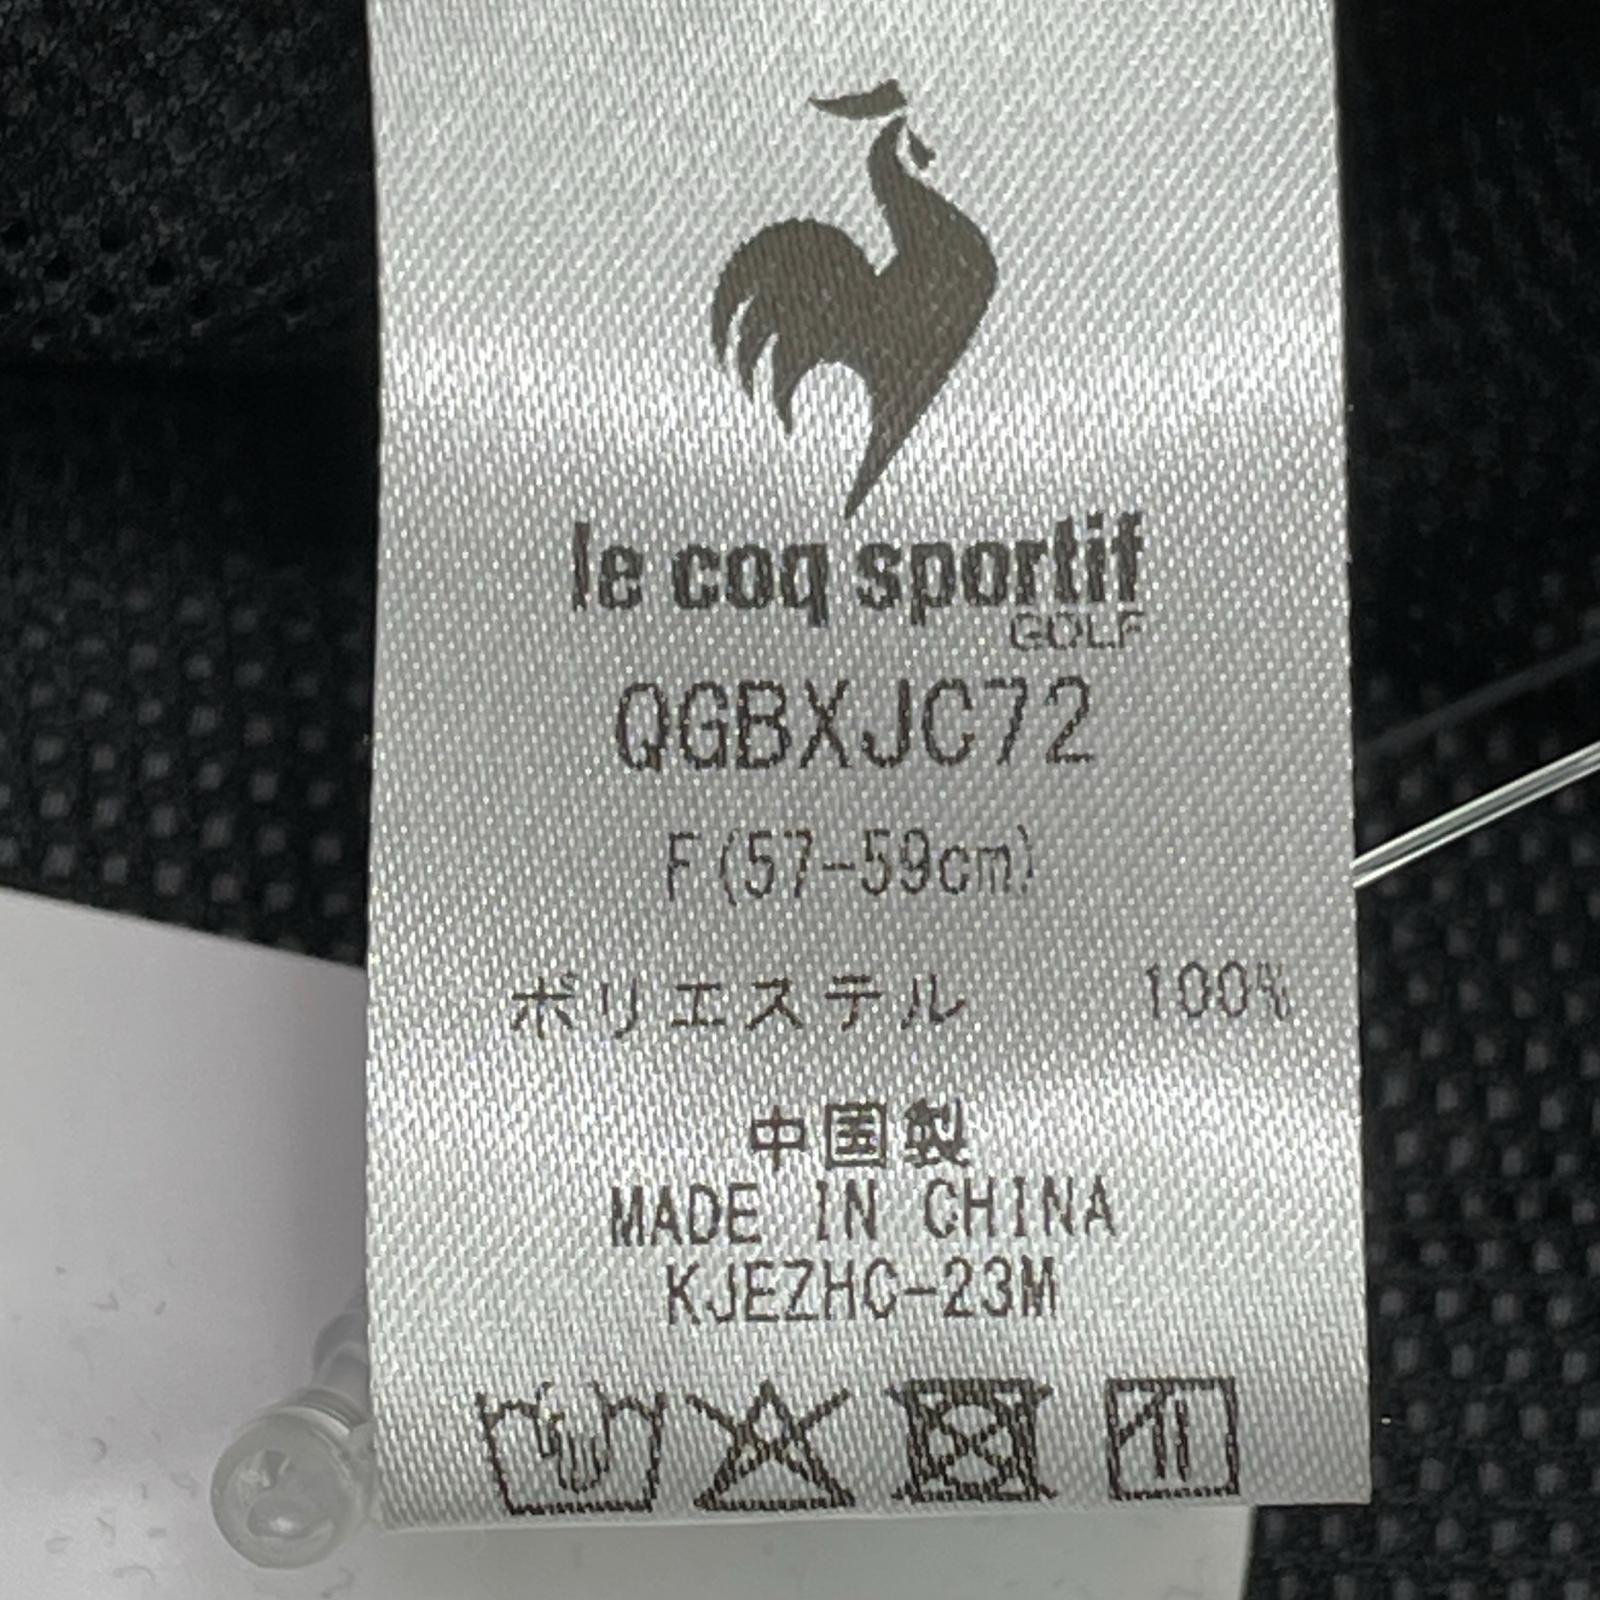 le coq sportif
GOLF
QGBXJC72
F(57-59cm)
ポリエステル 100%
中国製
MADE IN CHINA
KJEZHC-23M